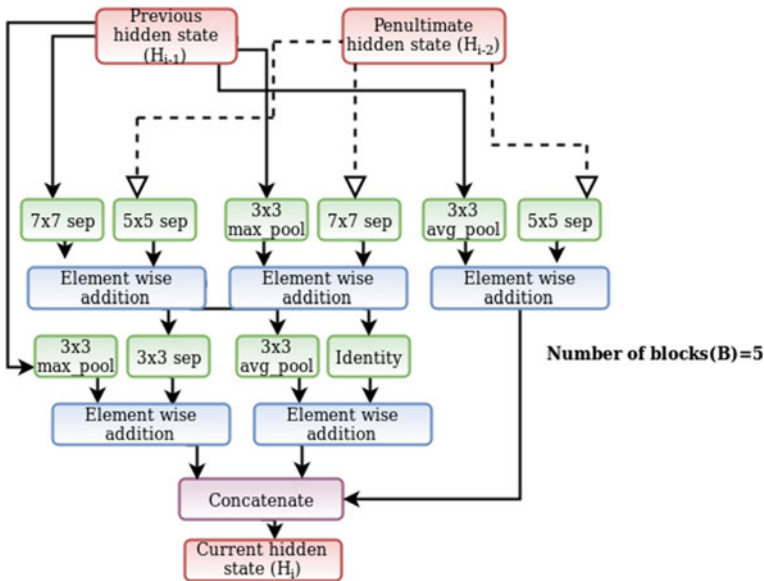 Previous
hidden state
(Hi-1)
Penultimate
hidden state (Hi-2)
7x7 sep
5x5 sep
3x3
max_pool
7x7 sep
3x3
avg_pool
5x5 sep
Element wise
addition
Element wise
addition
Element wise
addition
3x3
max_pool
3x3 sep
3x3
avg_pool
Identity
Number of blocks(B)=5
Element wise
addition
Element wise
addition
Concatenate
Current hidden
state (Hi)